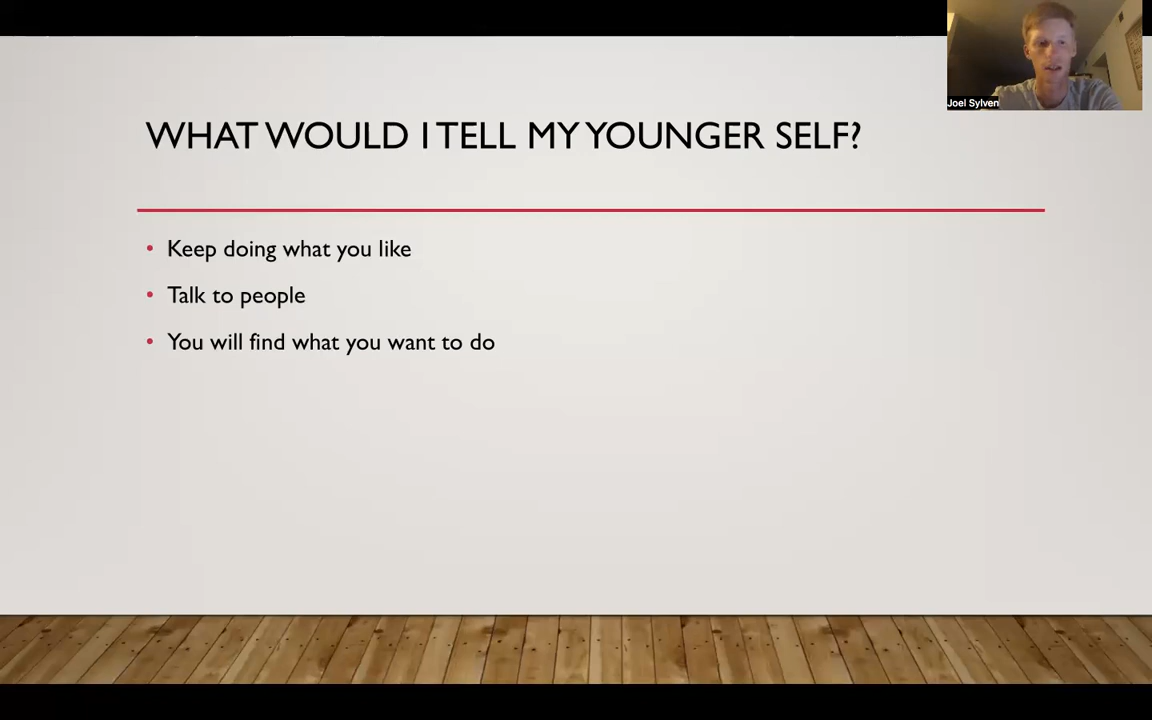 Joel Sylven
WHAT WOULD I TELL MY YOUNGER SELF?
• Keep doing what you like
• Talk to people
• You will find what you want to do